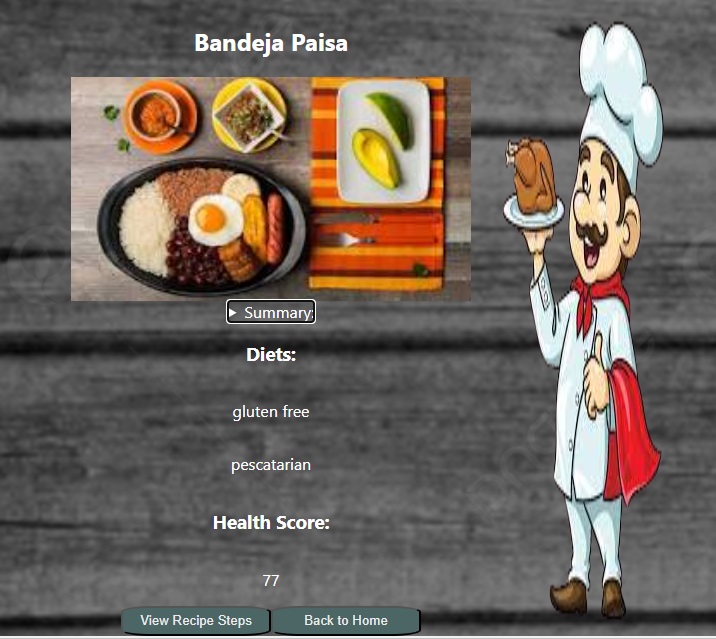 Bandeja Paisa
Summary:
Diets:
gluten free
pescatarian
Health Score:
77
View Recipe Steps
Back to Home